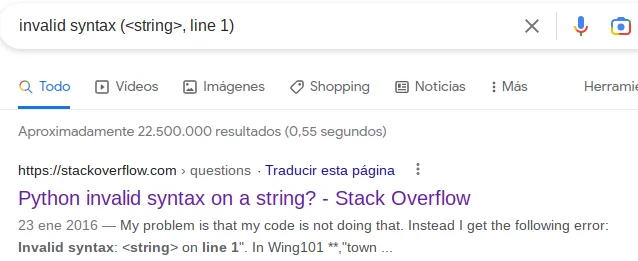 invalid syntax (<string>, line 1)
Todo Vídeos Imágenes Shopping Noticias Más Herramie
Aproximadamente 22.500.000 resultados (0,55 segundos)
https://stackoverflow.com › questions · Traducir esta página
Python invalid syntax on a string? - Stack Overflow
23 ene 2016 — My problem is that my code is not doing that. Instead I get the following error:
Invalid syntax: <string> on line 1". In Wing101 **,"town ...